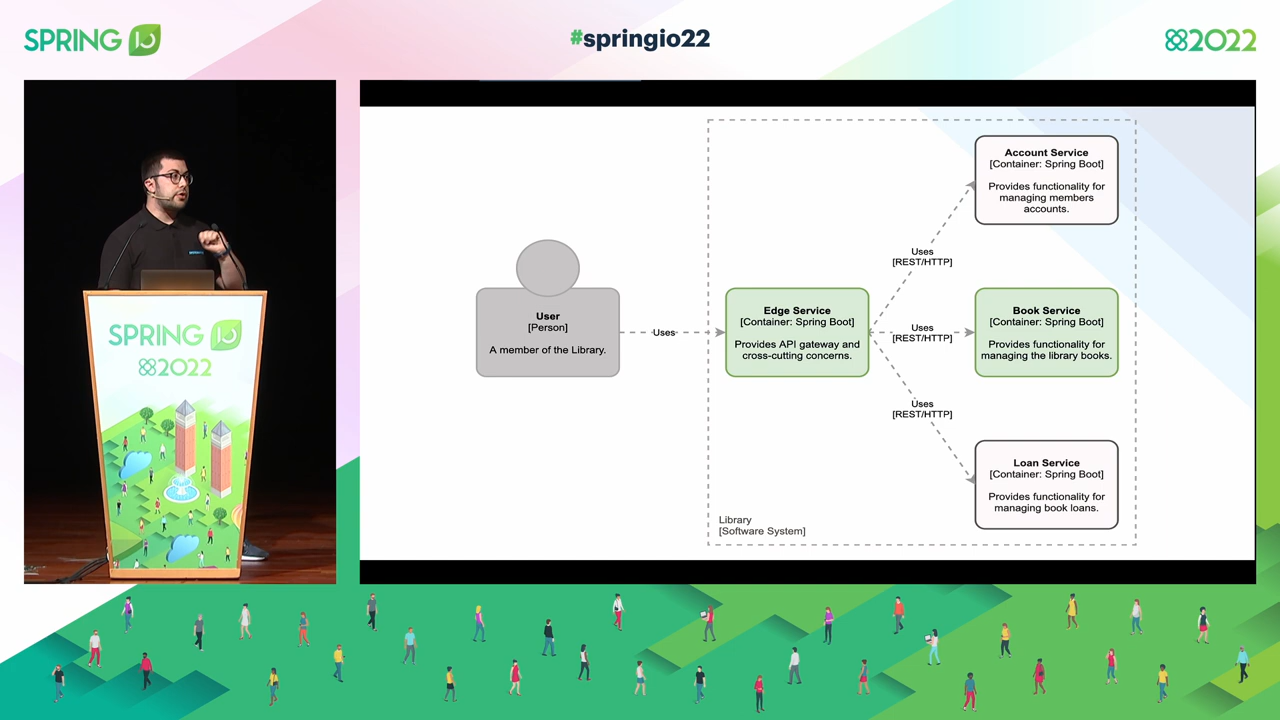 SPRING IO
#springio22
2022
SPRING IO
2022
User
[Person]
A member of the Library.
Uses
Edge Service
[Container: Spring Boot]
Provides API gateway and
cross-cutting concerns.
Uses
[REST/HTTP]
Uses
[REST/HTTP]
Uses
[REST/HTTP]
Account Service
[Container: Spring Boot]
Provides functionality for
managing members
accounts.
Book Service
[Container: Spring Boot]
Provides functionality for
managing the library books.
Loan Service
[Container: Spring Boot]
Provides functionality for
managing book loans.
Library
[Software System]